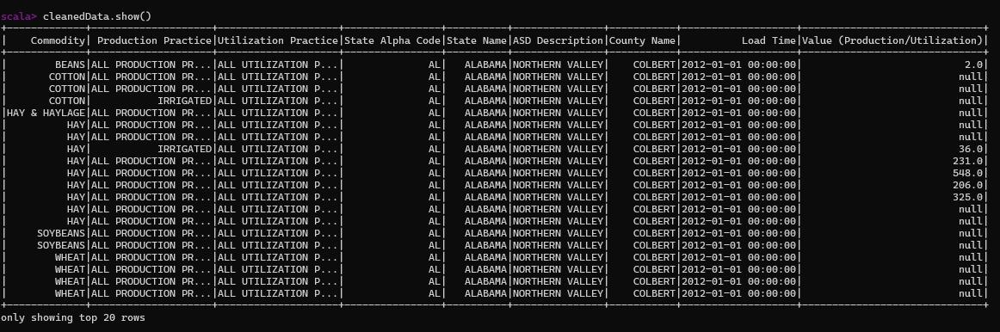 scala> cleanedData.show()
+-------------+--------------------+--------------------+----------------+----------+---------------+-----------+-------------------+------------------------------+
|    Commodity| Production Practice|Utilization Practice|State Alpha Code|State Name|ASD Description|County Name|          Load Time|Value (Production/Utilization)|
+-------------+--------------------+--------------------+----------------+----------+---------------+-----------+-------------------+------------------------------+
|        BEANS|ALL PRODUCTION PR...|ALL UTILIZATION P...|              AL|   ALABAMA|NORTHERN VALLEY|    COLBERT|2012-01-01 00:00:00|                           2.0|
|       COTTON|ALL PRODUCTION PR...|ALL UTILIZATION P...|              AL|   ALABAMA|NORTHERN VALLEY|    COLBERT|2012-01-01 00:00:00|                          null|
|       COTTON|ALL PRODUCTION PR...|ALL UTILIZATION P...|              AL|   ALABAMA|NORTHERN VALLEY|    COLBERT|2012-01-01 00:00:00|                          null|
|       COTTON|           IRRIGATED|ALL UTILIZATION P...|              AL|   ALABAMA|NORTHERN VALLEY|    COLBERT|2012-01-01 00:00:00|                          null|
|HAY & HAYLAGE|ALL PRODUCTION PR...|ALL UTILIZATION P...|              AL|   ALABAMA|NORTHERN VALLEY|    COLBERT|2012-01-01 00:00:00|                          null|
|          HAY|ALL PRODUCTION PR...|ALL UTILIZATION P...|              AL|   ALABAMA|NORTHERN VALLEY|    COLBERT|2012-01-01 00:00:00|                          null|
|          HAY|ALL PRODUCTION PR...|ALL UTILIZATION P...|              AL|   ALABAMA|NORTHERN VALLEY|    COLBERT|2012-01-01 00:00:00|                          null|
|          HAY|           IRRIGATED|ALL UTILIZATION P...|              AL|   ALABAMA|NORTHERN VALLEY|    COLBERT|2012-01-01 00:00:00|                          36.0|
|          HAY|ALL PRODUCTION PR...|ALL UTILIZATION P...|              AL|   ALABAMA|NORTHERN VALLEY|    COLBERT|2012-01-01 00:00:00|                         231.0|
|          HAY|ALL PRODUCTION PR...|ALL UTILIZATION P...|              AL|   ALABAMA|NORTHERN VALLEY|    COLBERT|2012-01-01 00:00:00|                         548.0|
|          HAY|ALL PRODUCTION PR...|ALL UTILIZATION P...|              AL|   ALABAMA|NORTHERN VALLEY|    COLBERT|2012-01-01 00:00:00|                         206.0|
|          HAY|ALL PRODUCTION PR...|ALL UTILIZATION P...|              AL|   ALABAMA|NORTHERN VALLEY|    COLBERT|2012-01-01 00:00:00|                         325.0|
|          HAY|ALL PRODUCTION PR...|ALL UTILIZATION P...|              AL|   ALABAMA|NORTHERN VALLEY|    COLBERT|2012-01-01 00:00:00|                          null|
|          HAY|ALL PRODUCTION PR...|ALL UTILIZATION P...|              AL|   ALABAMA|NORTHERN VALLEY|    COLBERT|2012-01-01 00:00:00|                          null|
|     SOYBEANS|ALL PRODUCTION PR...|ALL UTILIZATION P...|              AL|   ALABAMA|NORTHERN VALLEY|    COLBERT|2012-01-01 00:00:00|                          null|
|     SOYBEANS|ALL PRODUCTION PR...|ALL UTILIZATION P...|              AL|   ALABAMA|NORTHERN VALLEY|    COLBERT|2012-01-01 00:00:00|                          null|
|        WHEAT|ALL PRODUCTION PR...|ALL UTILIZATION P...|              AL|   ALABAMA|NORTHERN VALLEY|    COLBERT|2012-01-01 00:00:00|                          null|
|        WHEAT|ALL PRODUCTION PR...|ALL UTILIZATION P...|              AL|   ALABAMA|NORTHERN VALLEY|    COLBERT|2012-01-01 00:00:00|                          null|
|        WHEAT|ALL PRODUCTION PR...|ALL UTILIZATION P...|              AL|   ALABAMA|NORTHERN VALLEY|    COLBERT|2012-01-01 00:00:00|                          null|
|        WHEAT|ALL PRODUCTION PR...|ALL UTILIZATION P...|              AL|   ALABAMA|NORTHERN VALLEY|    COLBERT|2012-01-01 00:00:00|                          null|
+-------------+--------------------+--------------------+----------------+----------+---------------+-----------+-------------------+------------------------------+
only showing top 20 rows